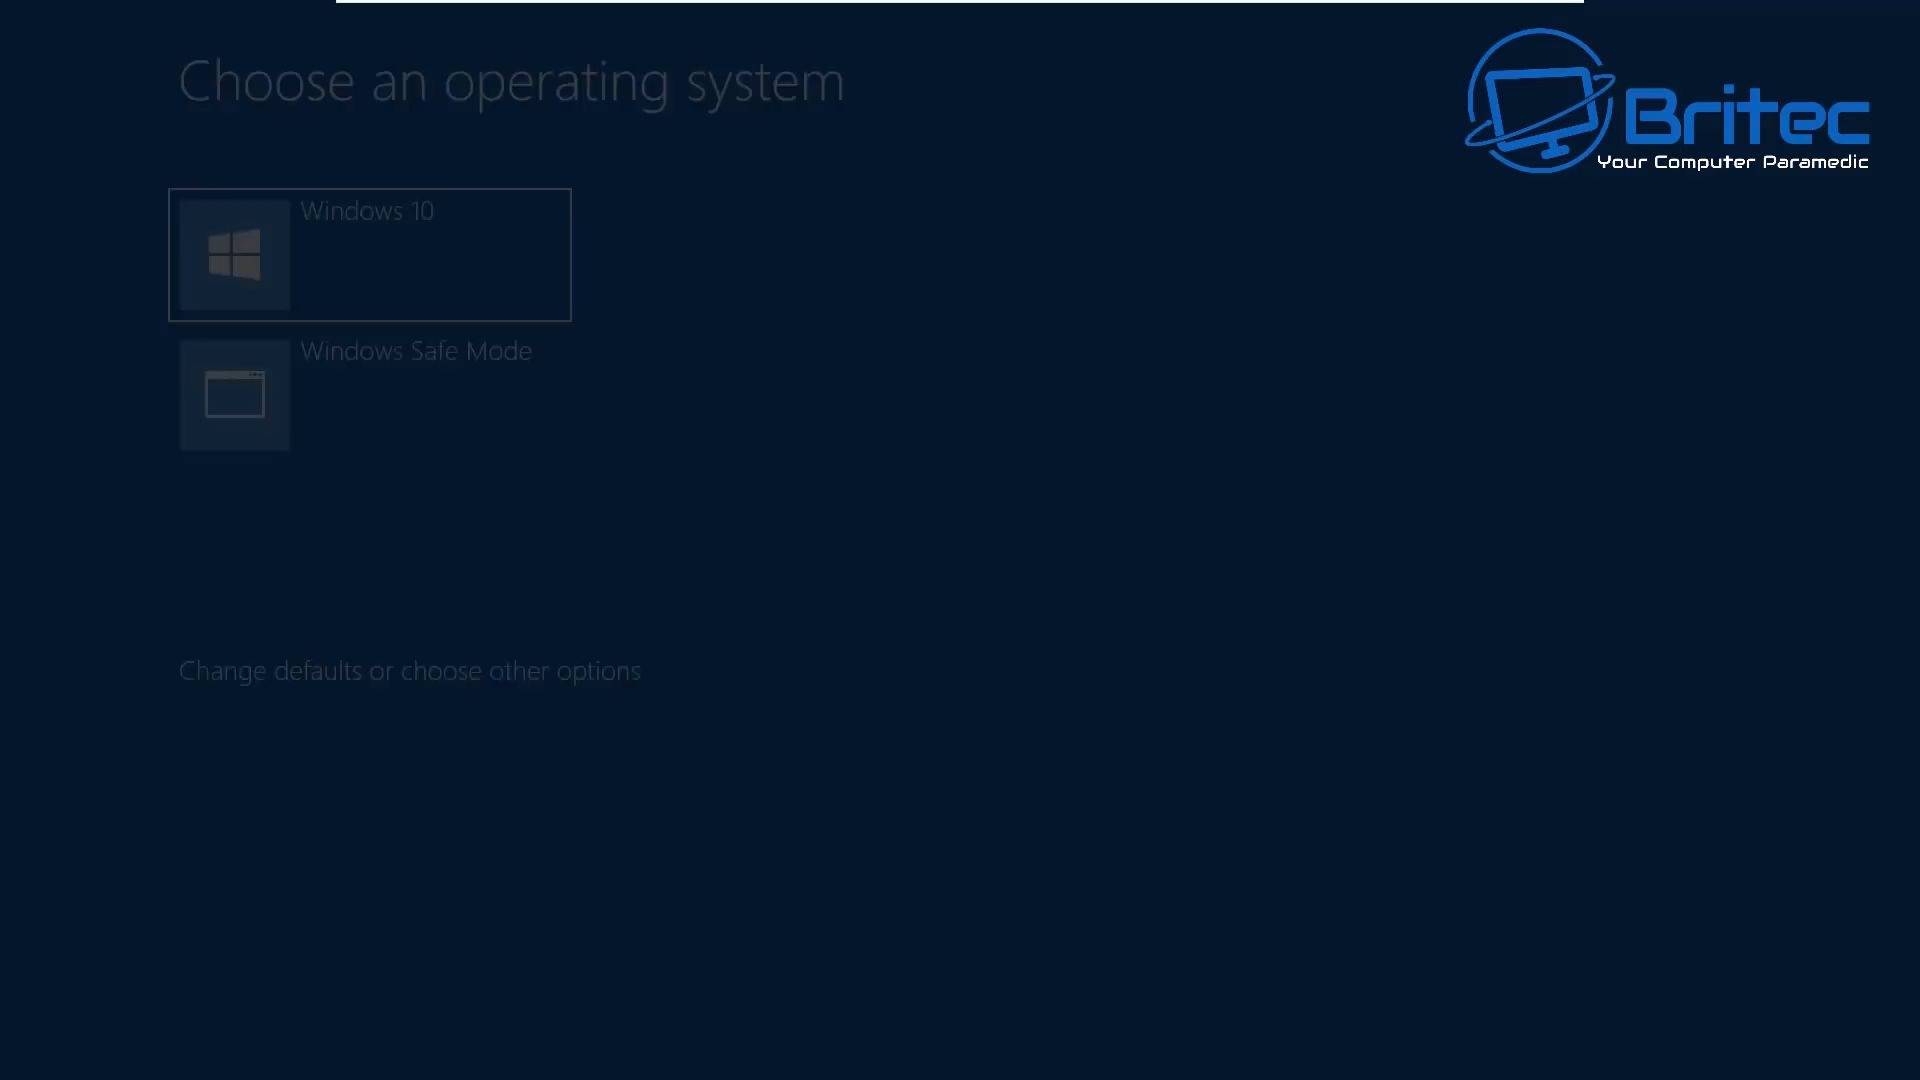 Choose an operating system
Britec
Your Computer Paramedic
Windows 10
Windows Safe Mode
Change defaults or choose other options